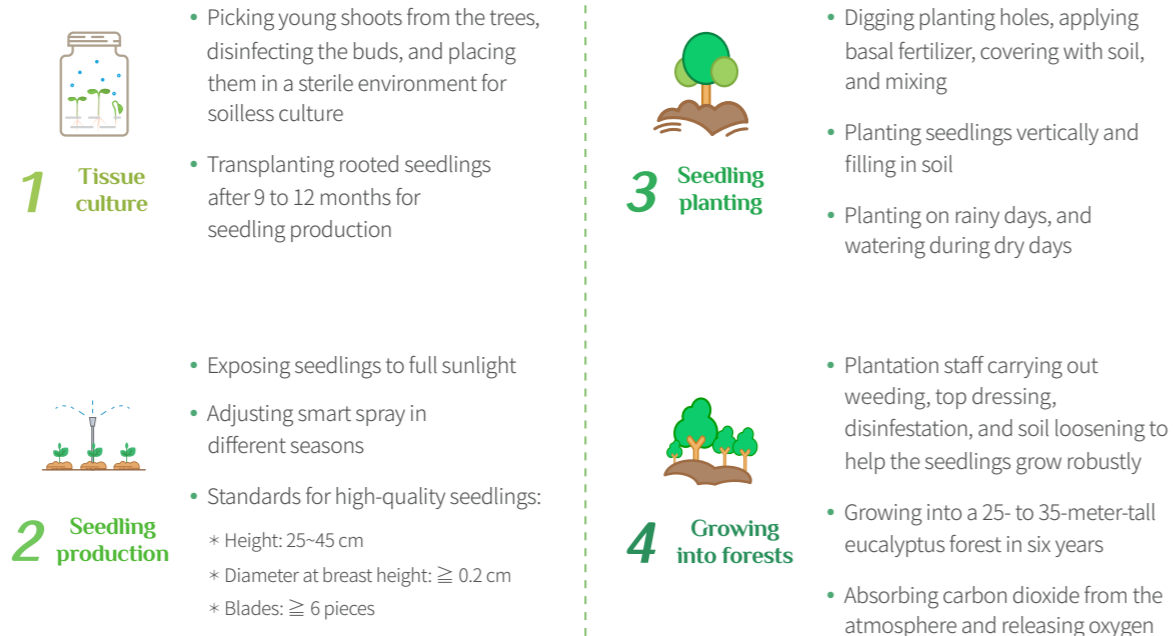 1
Tissue
culture
• Picking young shoots from the trees,
disinfecting the buds, and placing
them in a sterile environment for
soilless culture
• Transplanting rooted seedlings
after 9 to 12 months for
seedling production
2
Seedling
production
• Exposing seedlings to full sunlight
• Adjusting smart spray in
different seasons
• Standards for high-quality seedlings:
* Height: 25~45 cm
* Diameter at breast height: ≧ 0.2 cm
* Blades: ≧ 6 pieces
3
Seedling
planting
• Digging planting holes, applying
basal fertilizer, covering with soil,
and mixing
• Planting seedlings vertically and
filling in soil
• Planting on rainy days, and
watering during dry days
4
Growing
into forests
• Plantation staff carrying out
weeding, top dressing,
disinfestation, and soil loosening to
help the seedlings grow robustly
• Growing into a 25- to 35-meter-tall
eucalyptus forest in six years
• Absorbing carbon dioxide from the
atmosphere and releasing oxygen